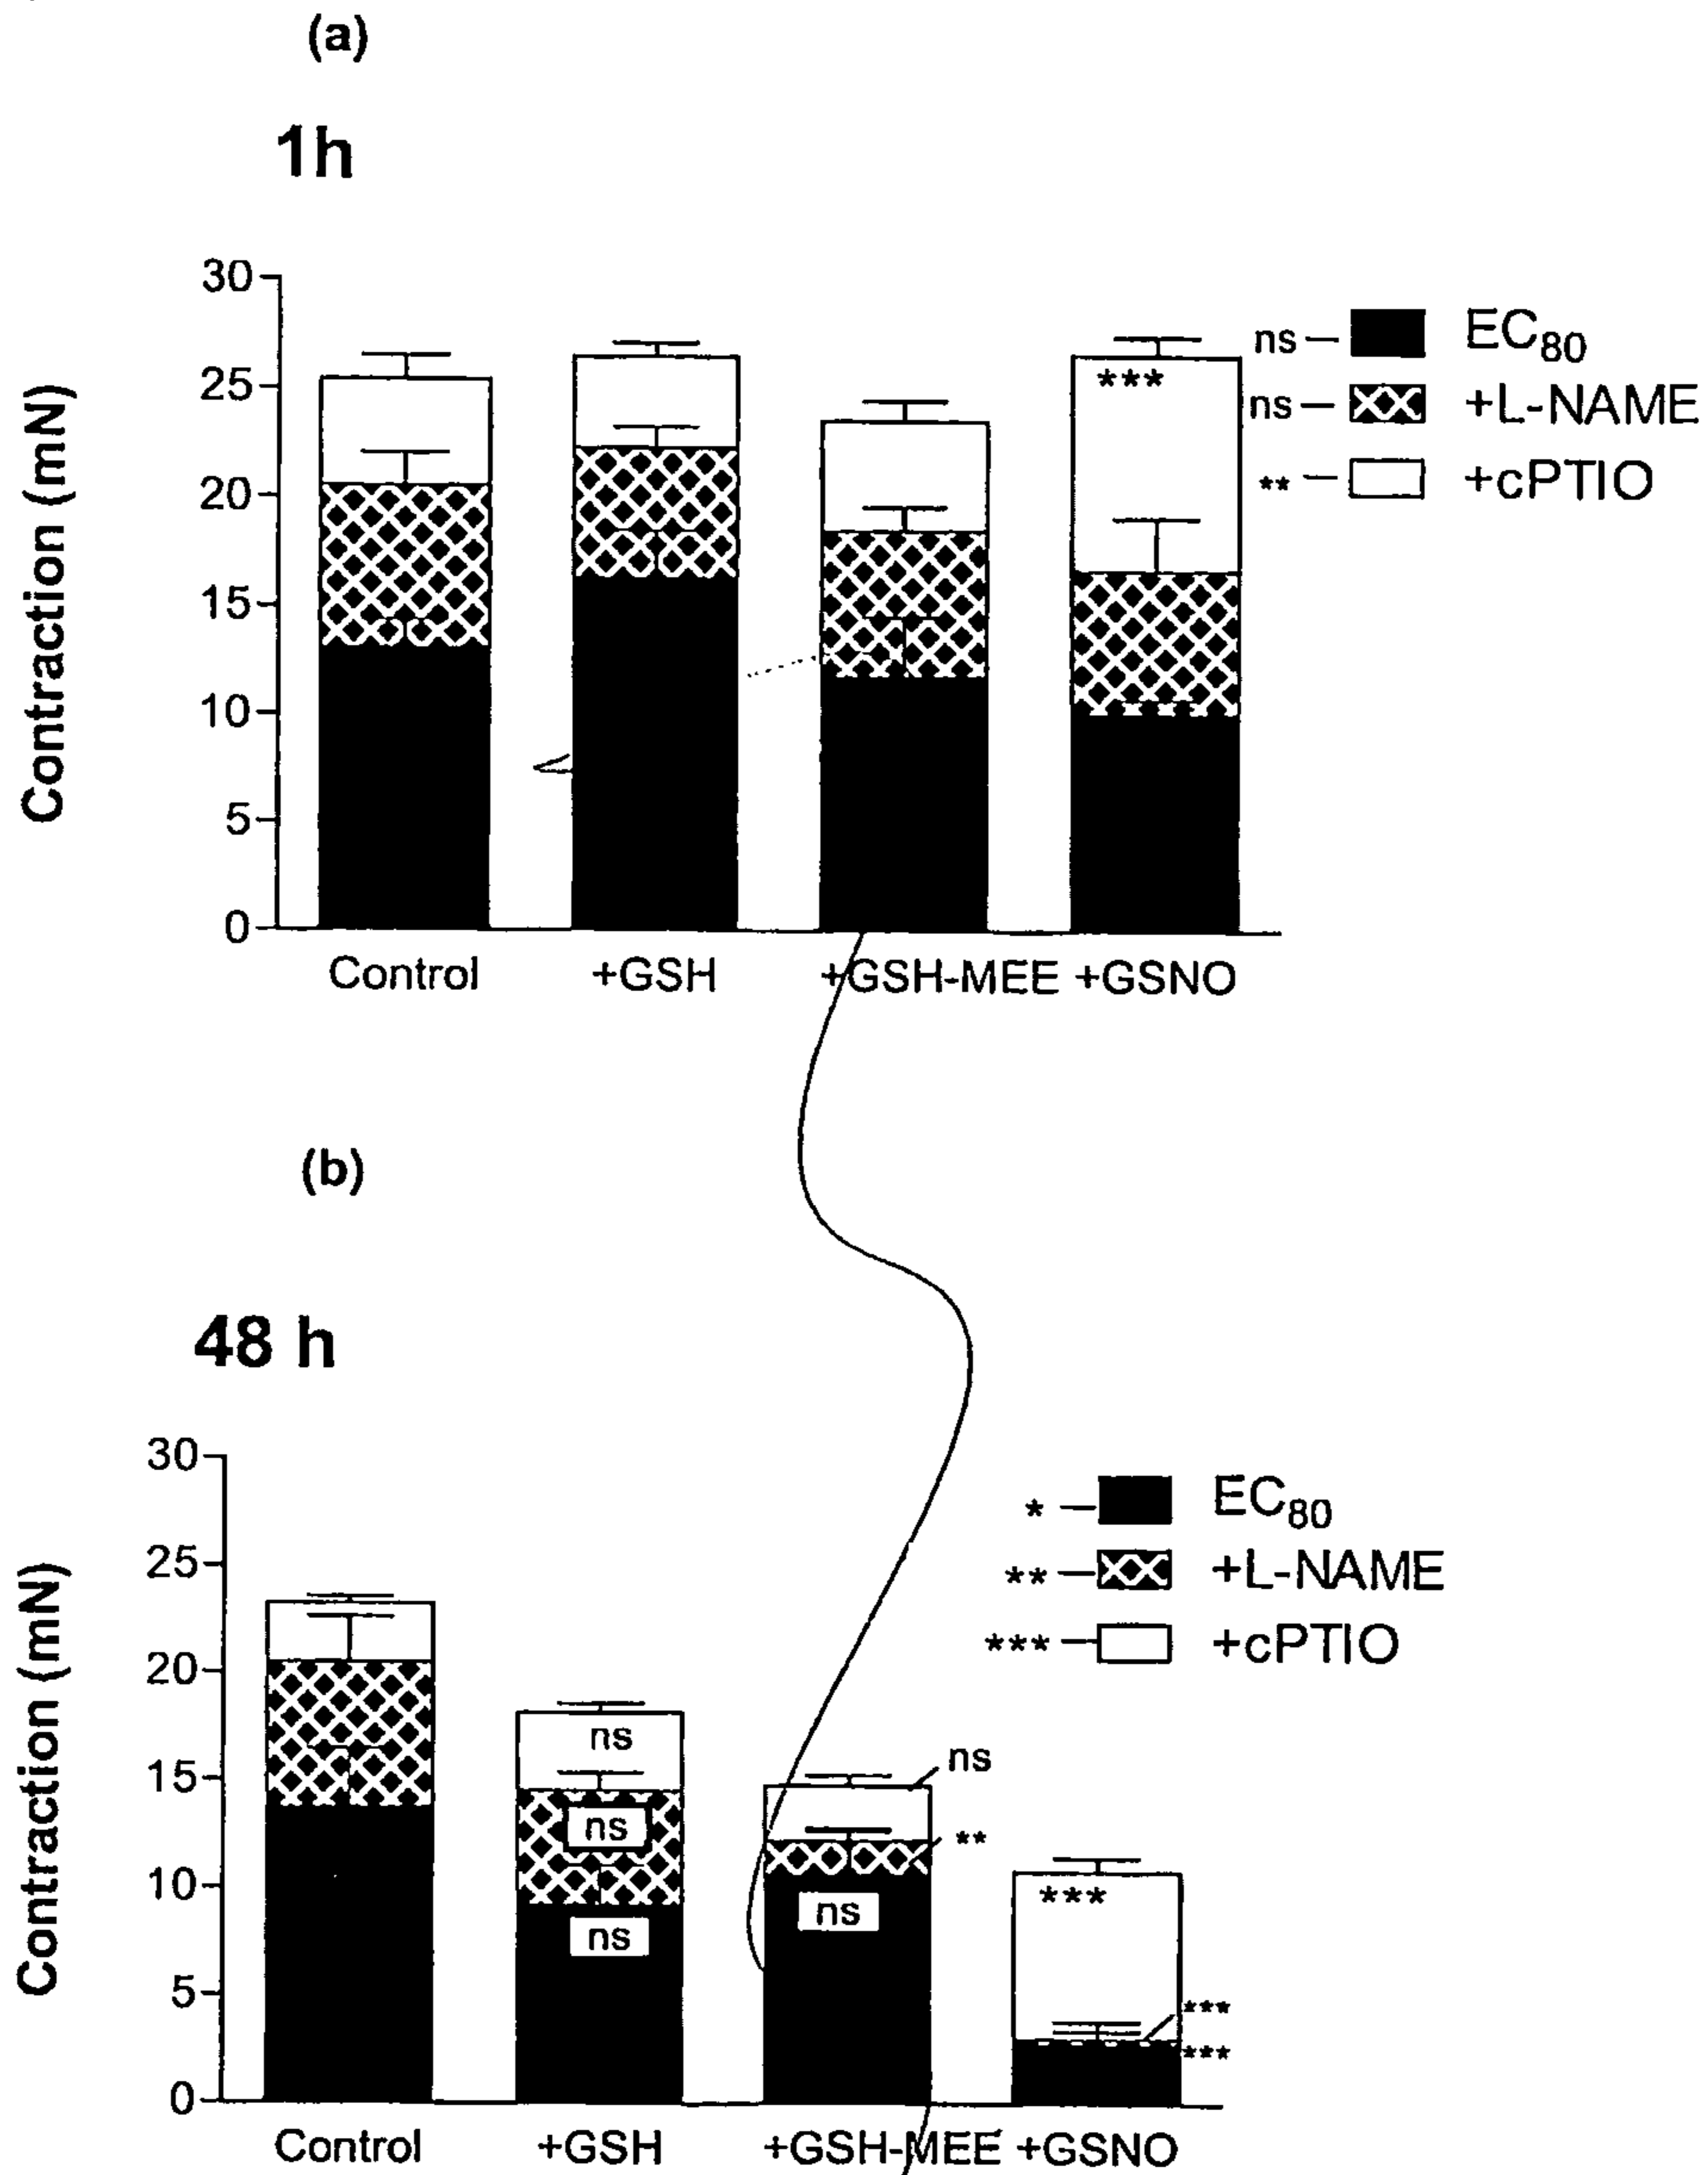 (a)
1h
Contraction (mN)
30
25
20
15
10
5
0
***
ns EC80
ns +L-NAME
** +cPTIO
Control +GSH +GSH-MEE +GSNO
(b)
48 h
Contraction (mN)
30
25
20
15
10
5
0
* EC80
** +L-NAME
*** +cPTIO
ns
ns
ns
ns
**
ns
***
***
***
Control +GSH +GSH-MEE +GSNO